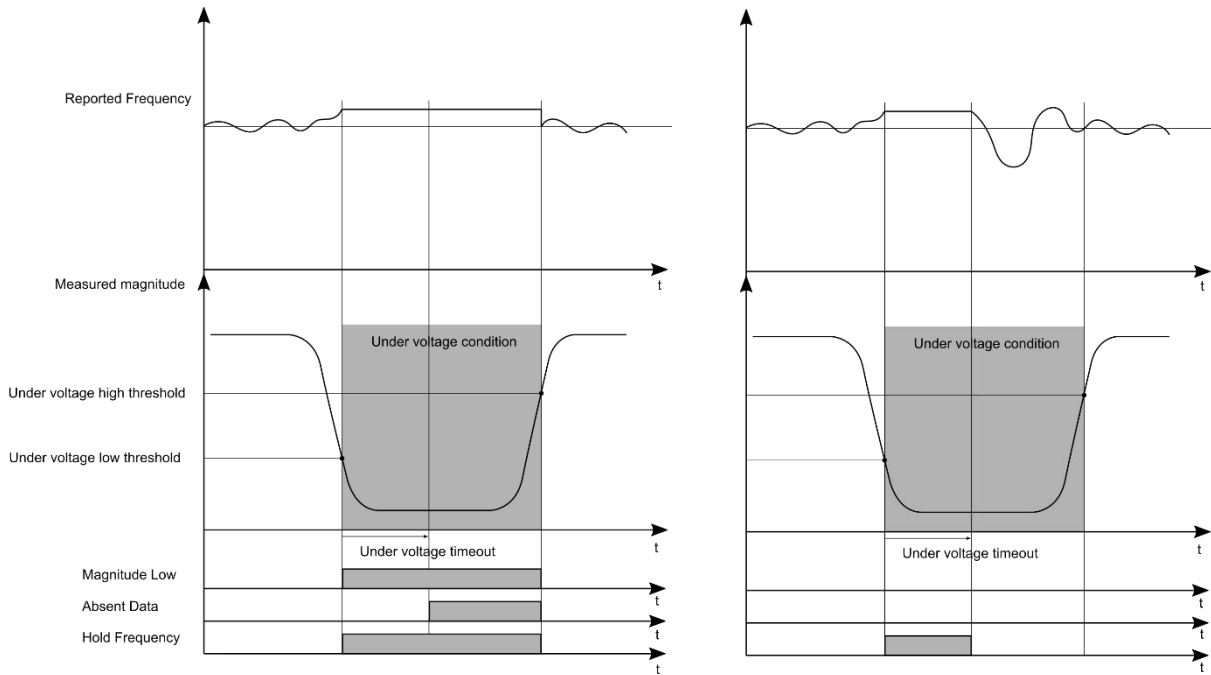 Reported Frequency
t
t
Measured magnitude
Under voltage condition
Under voltage condition
Under voltage high threshold
Under voltage low threshold
t
t
Under voltage timeout
Under voltage timeout
Magnitude Low
t
t
Absent Data
t
t
Hold Frequency
t
t